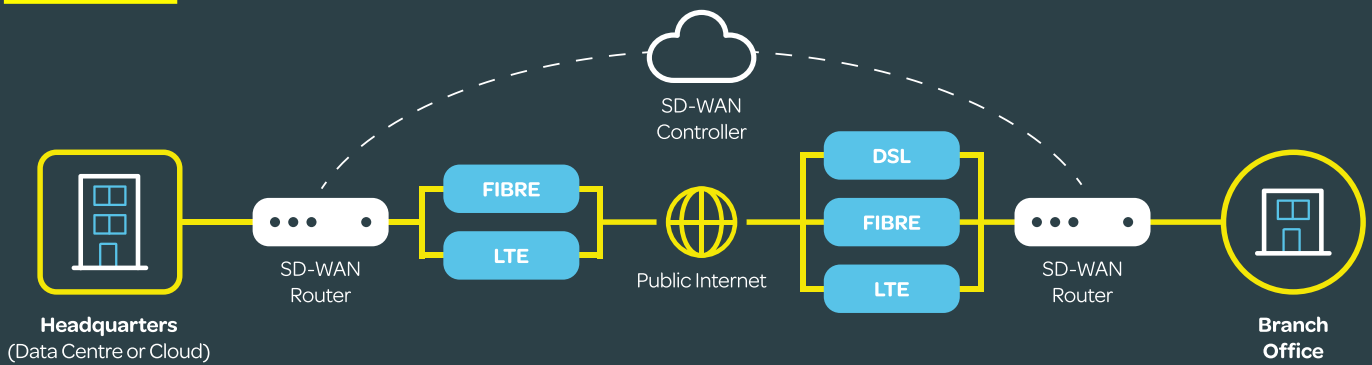 SD-WAN
Controller
DSL
FIBRE
FIBRE
LTE
LTE
SD-WAN
Router
Public Internet
SD-WAN
Router
Headquarters
(Data Centre or Cloud)
Branch
Office